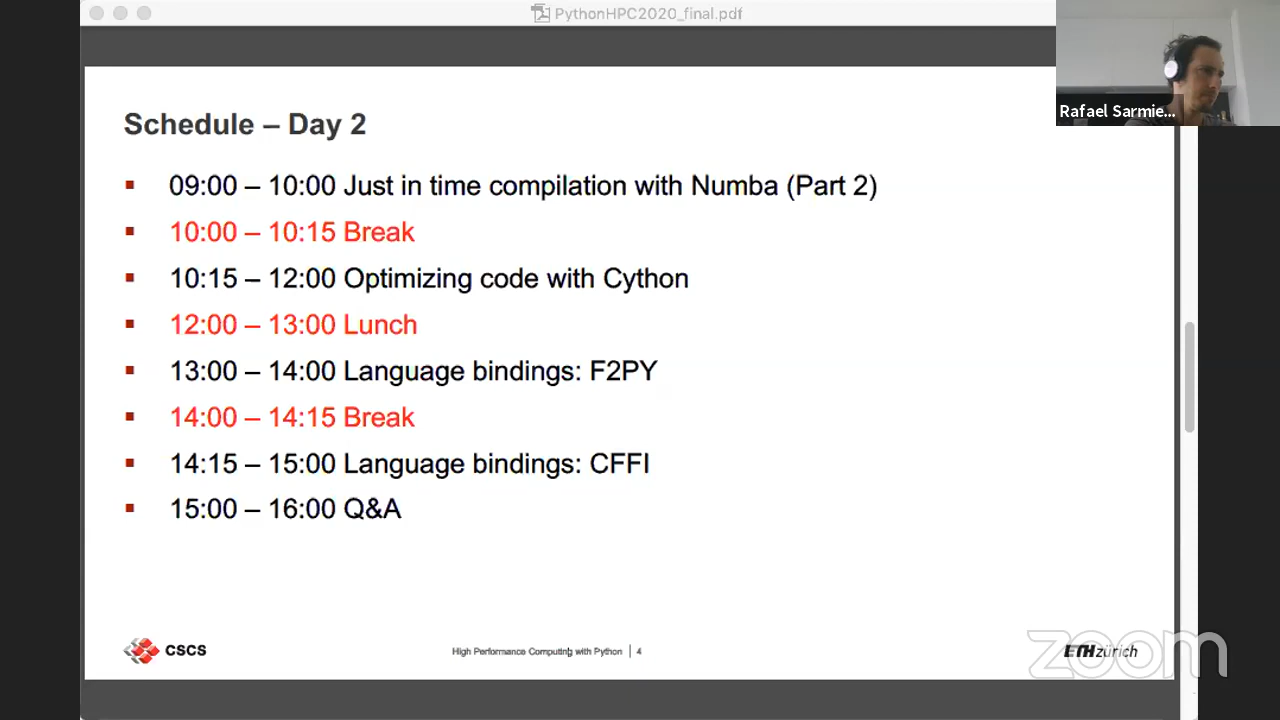 PythonHPC2020_final.pdf
Rafael Sarmie...
Schedule – Day 2
09:00 – 10:00 Just in time compilation with Numba (Part 2)
10:00 – 10:15 Break
10:15 – 12:00 Optimizing code with Cython
12:00 – 13:00 Lunch
13:00 – 14:00 Language bindings: F2PY
14:00 – 14:15 Break
14:15 – 15:00 Language bindings: CFFI
15:00 – 16:00 Q&A
CSCS
High Performance Computing with Python | 4
ETHzürich
zoom